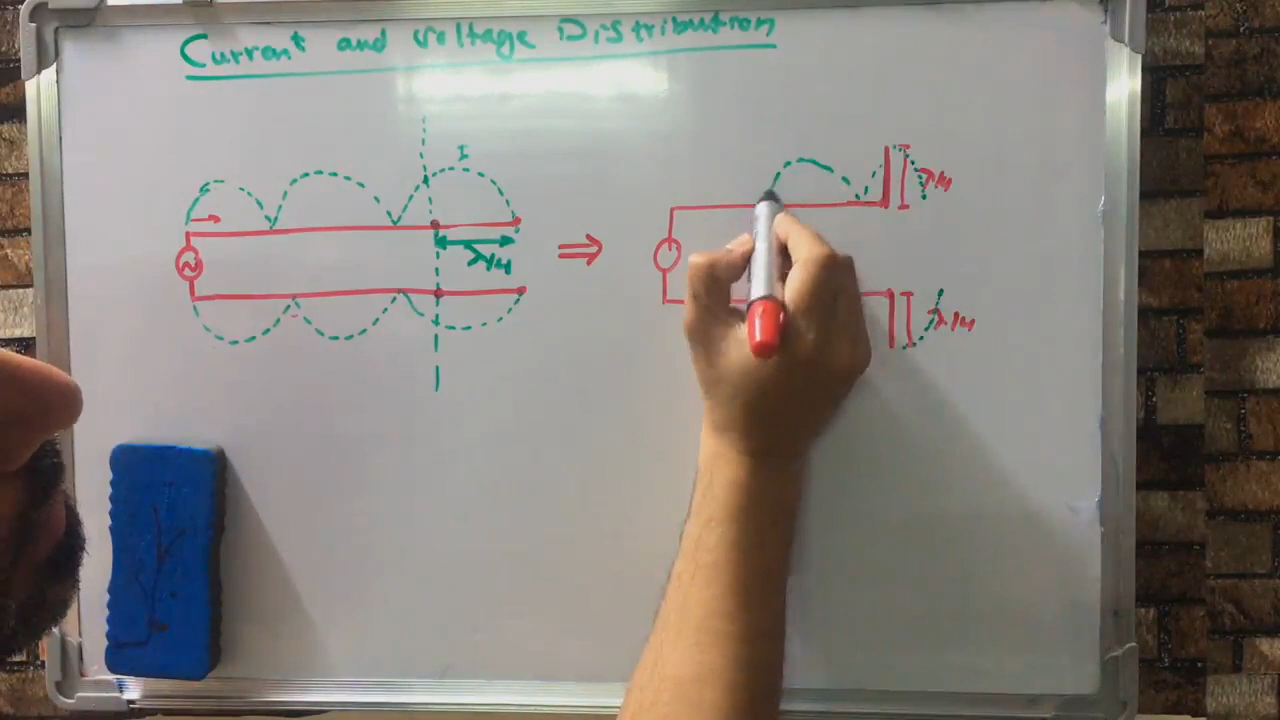 Current and Voltage Distribution
I
λ/4
λ/4
λ/4